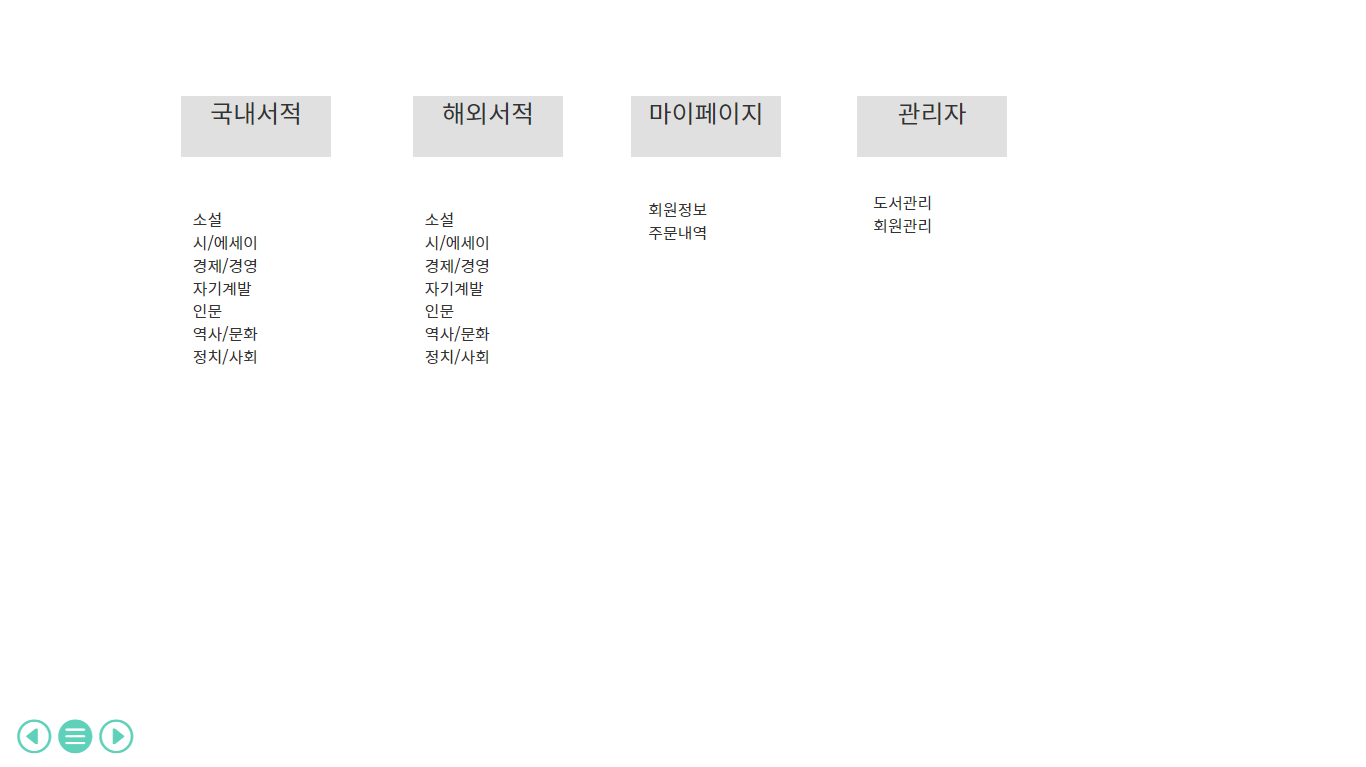 국내서적
해외서적
마이페이지
관리자
소설
시/에세이
경제/경영
자기계발
인문
역사/문화
정치/사회
소설
시/에세이
경제/경영
자기계발
인문
역사/문화
정치/사회
회원정보
주문내역
도서관리
회원관리